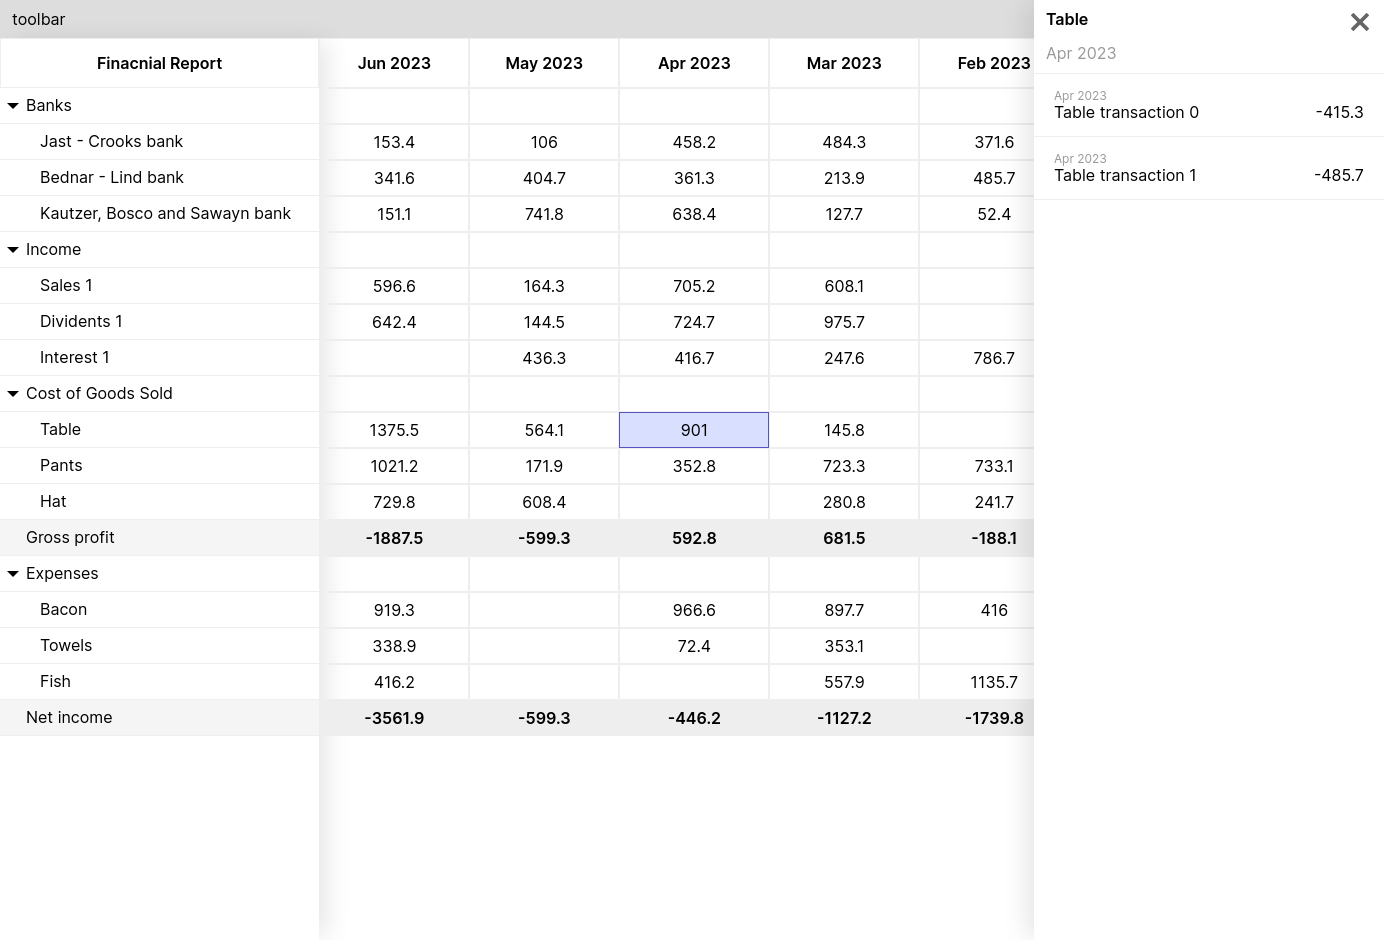 toolbar
Finacnial Report Jun 2023 May 2023 Apr 2023 Mar 2023 Feb 2023
Banks
Jast - Crooks bank 153.4 106 458.2 484.3 371.6
Bednar - Lind bank 341.6 404.7 361.3 213.9 485.7
Kautzer, Bosco and Sawayn bank 151.1 741.8 638.4 127.7 52.4
Income
Sales 1 596.6 164.3 705.2 608.1
Dividents 1 642.4 144.5 724.7 975.7
Interest 1 436.3 416.7 247.6 786.7
Cost of Goods Sold
Table 1375.5 564.1 901 145.8
Pants 1021.2 171.9 352.8 723.3 733.1
Hat 729.8 608.4 280.8 241.7
Gross profit -1887.5 -599.3 592.8 681.5 -188.1
Expenses
Bacon 919.3 966.6 897.7 416
Towels 338.9 72.4 353.1
Fish 416.2 557.9 1135.7
Net income -3561.9 -599.3 -446.2 -1127.2 -1739.8
Table
Apr 2023
Apr 2023
Table transaction 0 -415.3
Apr 2023
Table transaction 1 -485.7